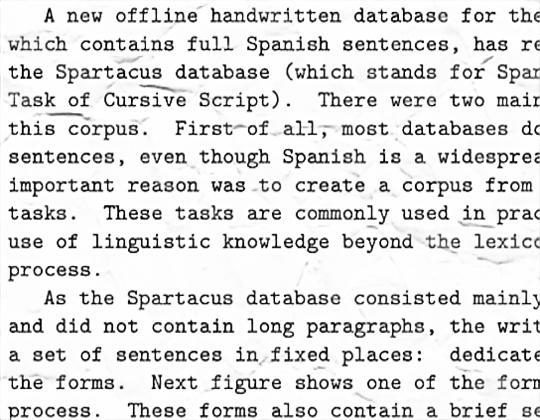 A new offline handwritten database for the
which contains full Spanish sentences, has re
the Spartacus database (which stands for Spar
Task of Cursive Script). There were two main
this corpus. First of all, most databases do
sentences, even though Spanish is a widesprea
important reason was to create a corpus from
tasks. These tasks are commonly used in prac
use of linguistic knowledge beyond the lexico
process.
As the Spartacus database consisted mainly
and did not contain long paragraphs, the writ
a set of sentences in fixed places: dedicate
the forms. Next figure shows one of the form
process. These forms also contain a brief se